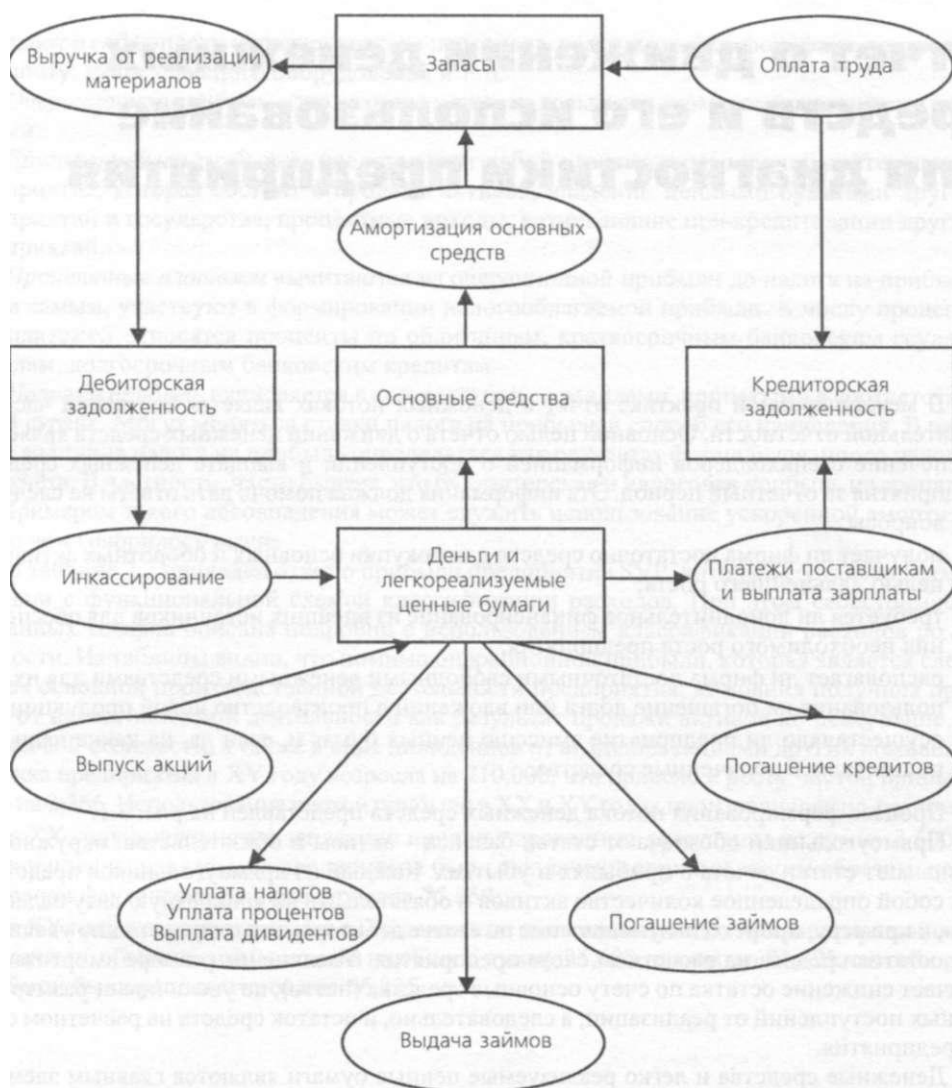 Выручка от реализации
материалов
Запасы
Оплата труда
Амортизация основных
средств
Дебиторская
задолженность
Основные средства
Кредиторская
задолженность
Инкассирование
Деньги и
легкореализуемые
ценные бумаги
Платежи поставщикам
и выплата зарплаты
Выпуск акций
Погашение кредитов
Уплата налогов
Уплата процентов
Выплата дивидентов
Погашение займов
Выдача займов